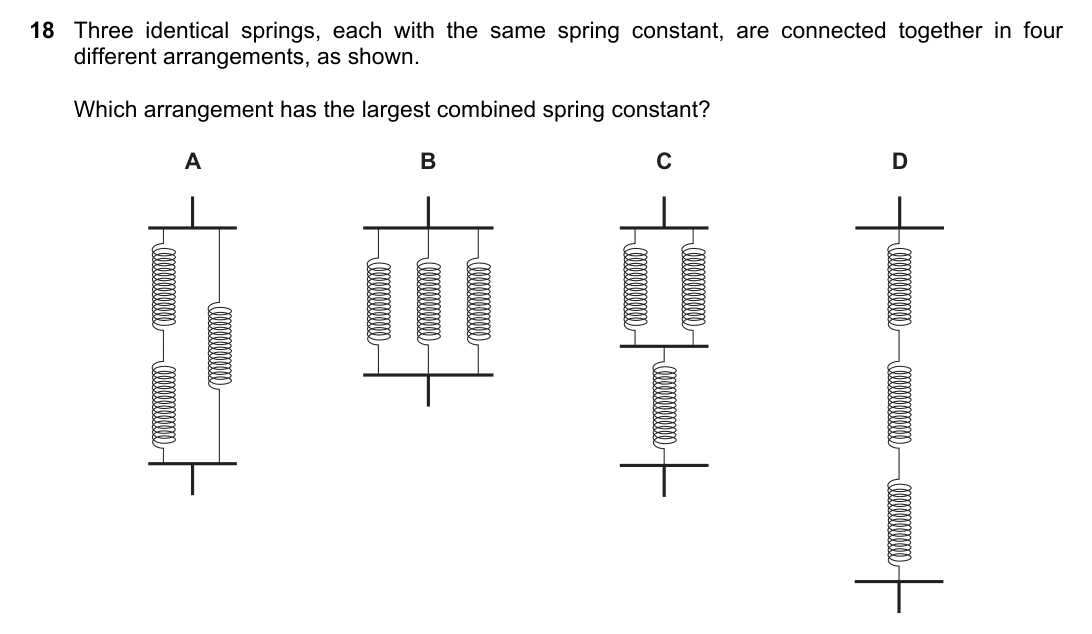 18 Three identical springs, each with the same spring constant, are connected together in four
different arrangements, as shown.
Which arrangement has the largest combined spring constant?
A B C D